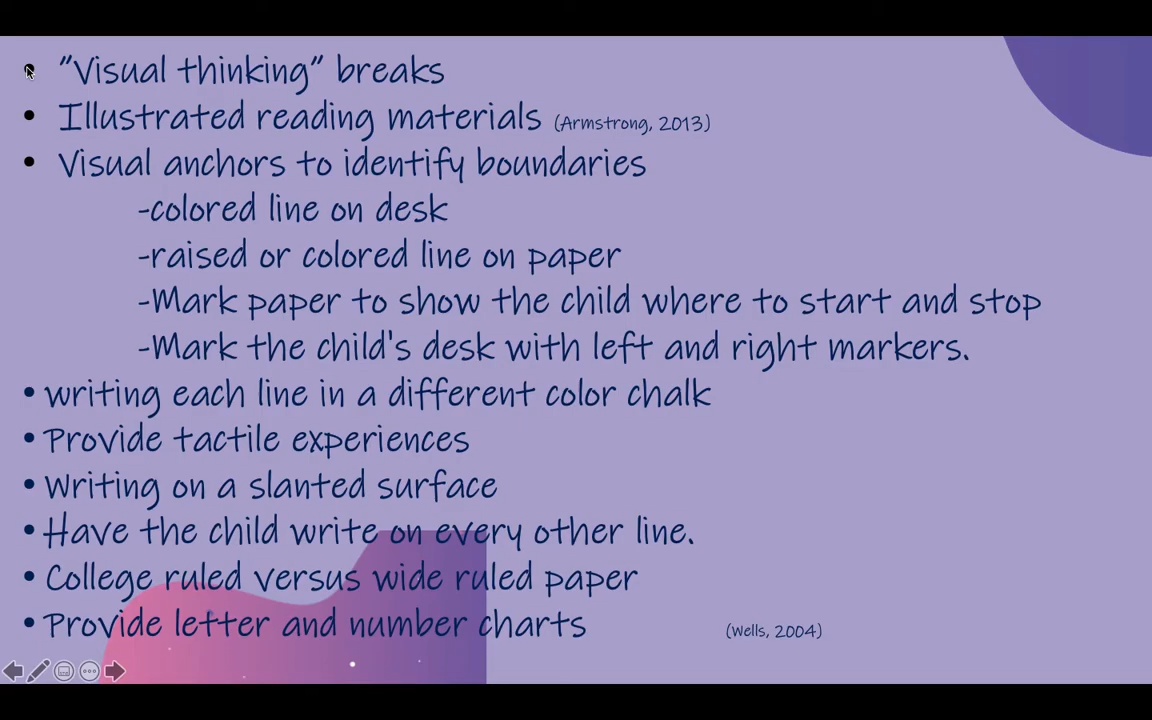 • "Visual thinking" breaks
• Illustrated reading materials (Armstrong, 2013)
• Visual anchors to identify boundaries
-colored line on desk
-raised or colored line on paper
-Mark paper to show the child where to start and stop
-Mark the child's desk with left and right markers.
• writing each line in a different color chalk
• Provide tactile experiences
• Writing on a slanted surface
• Have the child write on every other line.
• College ruled versus wide ruled paper
• Provide letter and number charts (Wells, 2004)